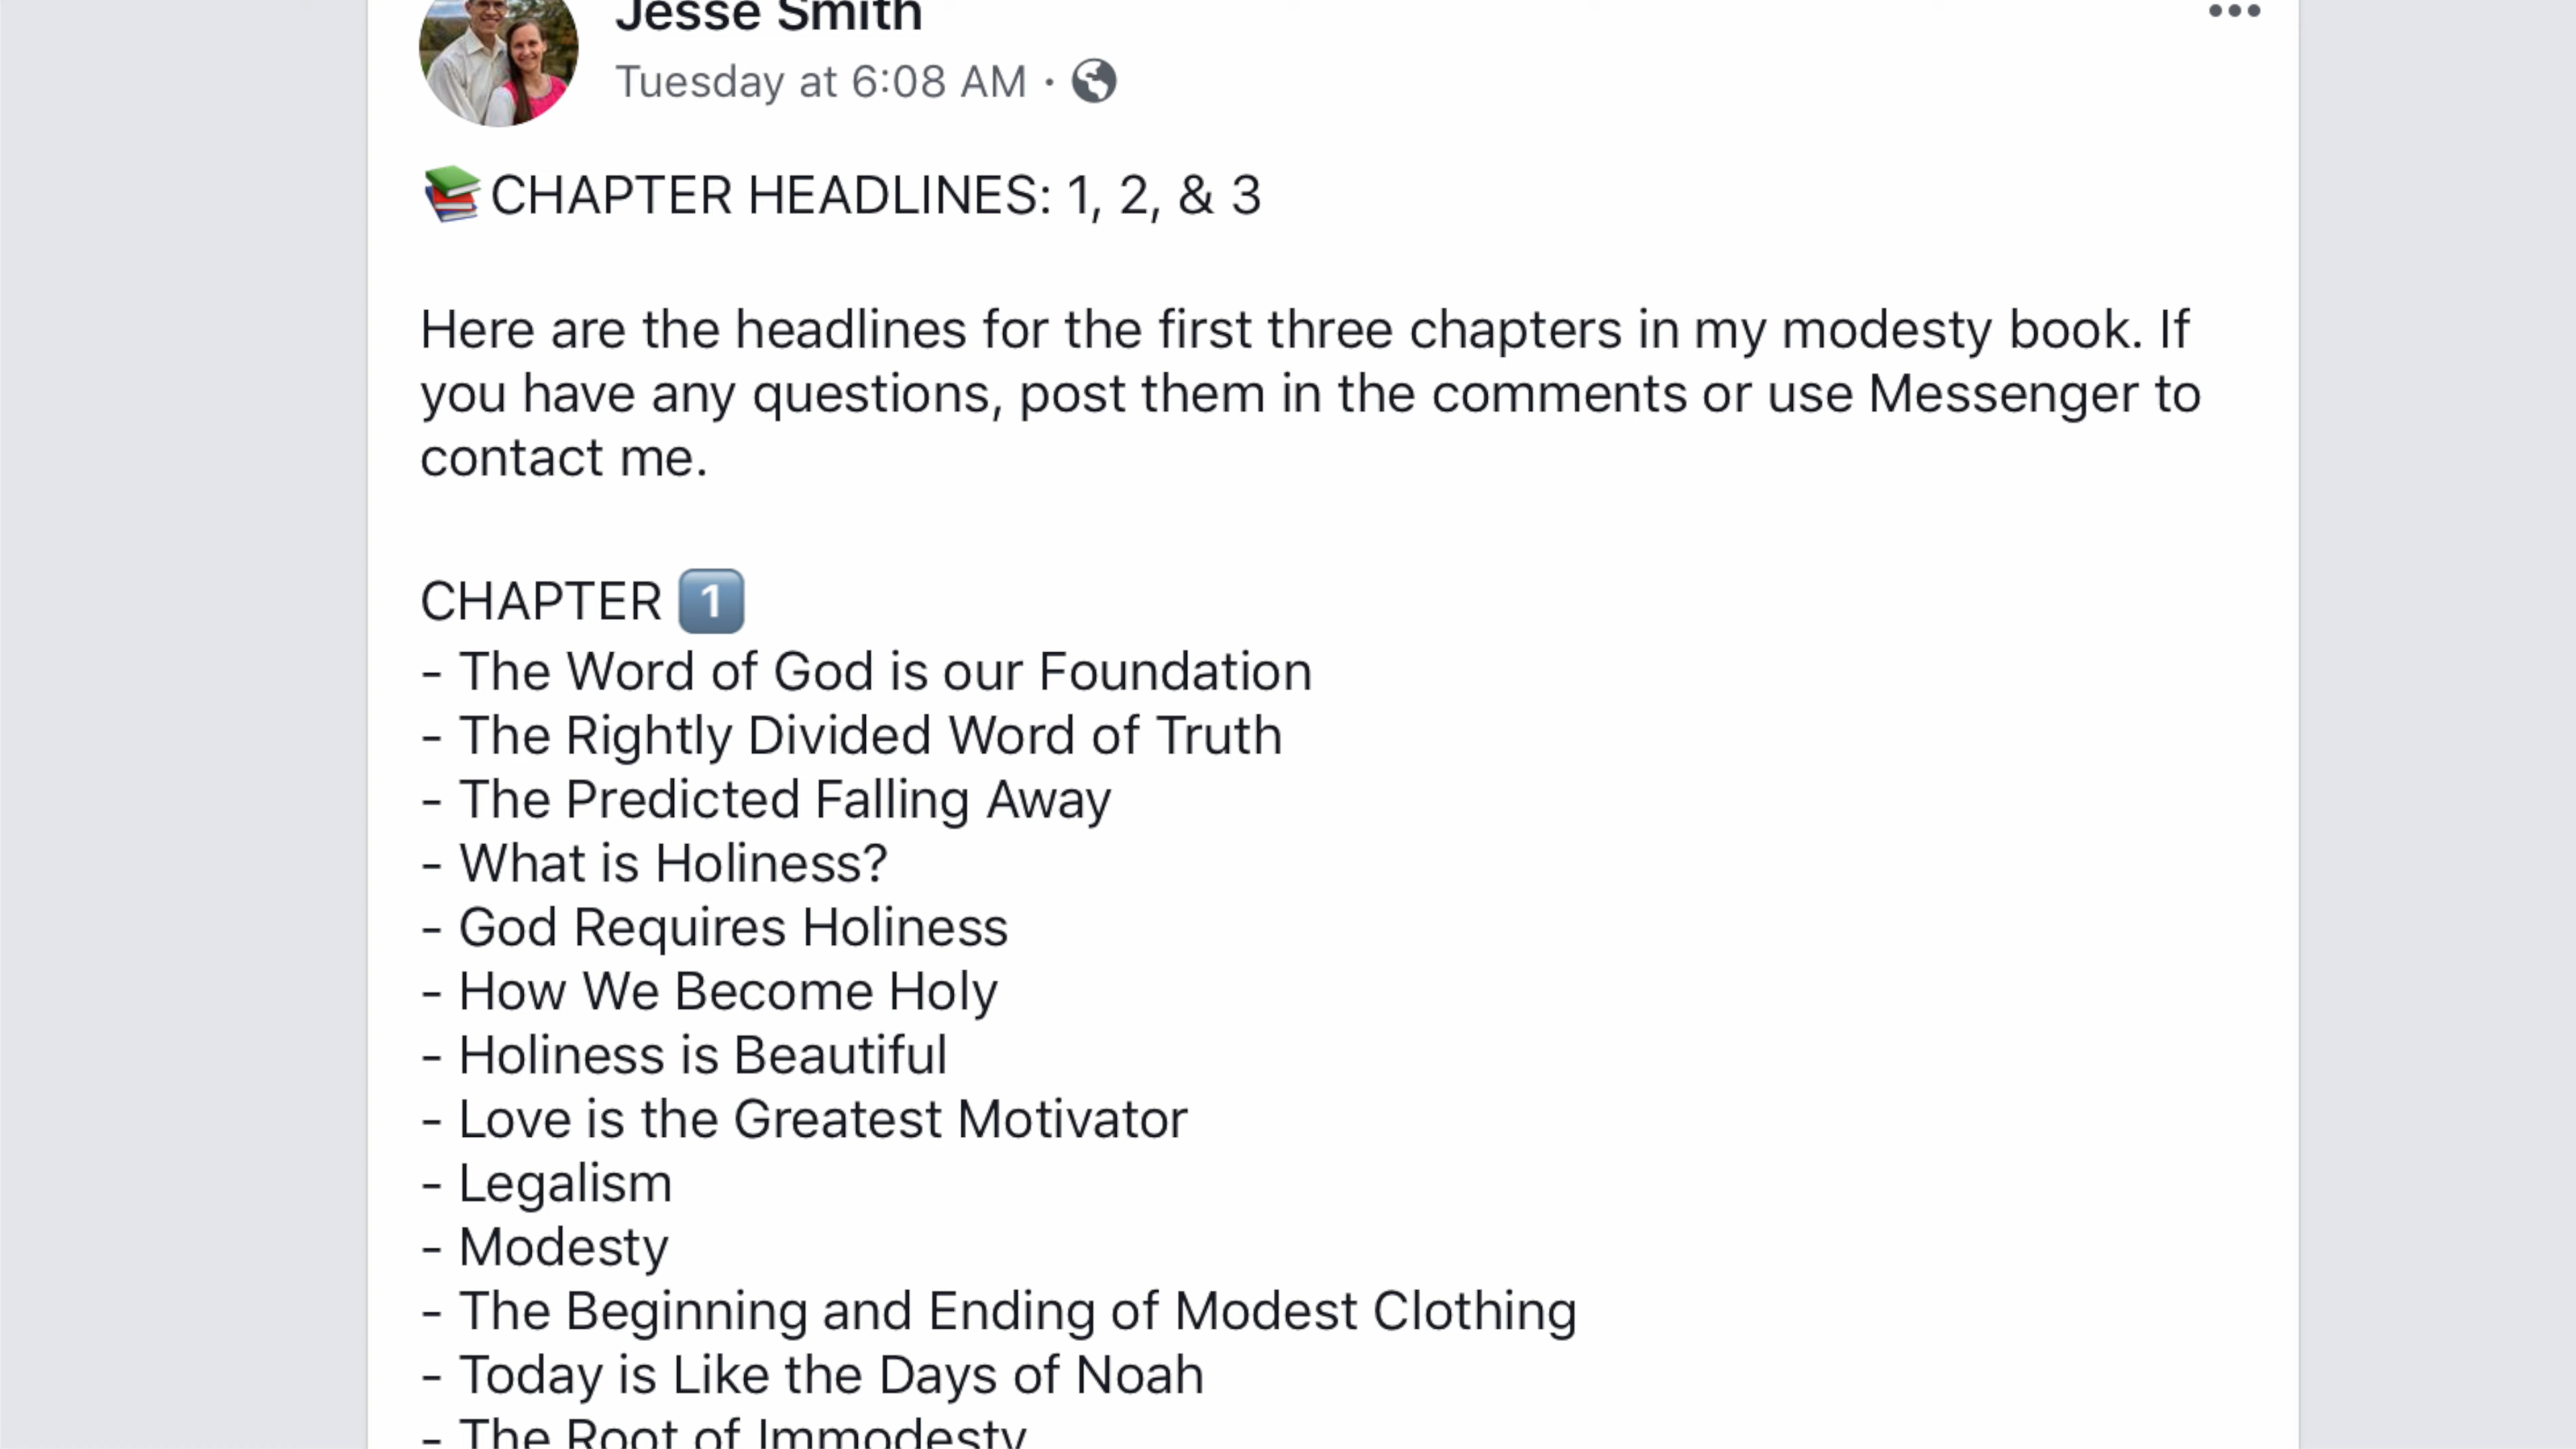 Jesse Smith
Tuesday at 6:08 AM ·
📚CHAPTER HEADLINES: 1, 2, & 3
Here are the headlines for the first three chapters in my modesty book. If
you have any questions, post them in the comments or use Messenger to
contact me.
CHAPTER 1️⃣
- The Word of God is our Foundation
- The Rightly Divided Word of Truth
- The Predicted Falling Away
- What is Holiness?
- God Requires Holiness
- How We Become Holy
- Holiness is Beautiful
- Love is the Greatest Motivator
- Legalism
- Modesty
- The Beginning and Ending of Modest Clothing
- Today is Like the Days of Noah
- The Root of Immodesty